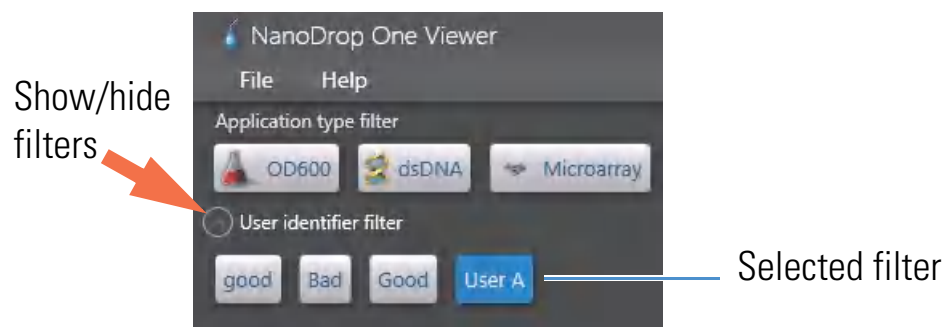 NanoDrop One Viewer
File Help
Show/hide
filters
Application type filter
OD600 dsDNA Microarray
User identifier filter
good Bad Good User A
Selected filter